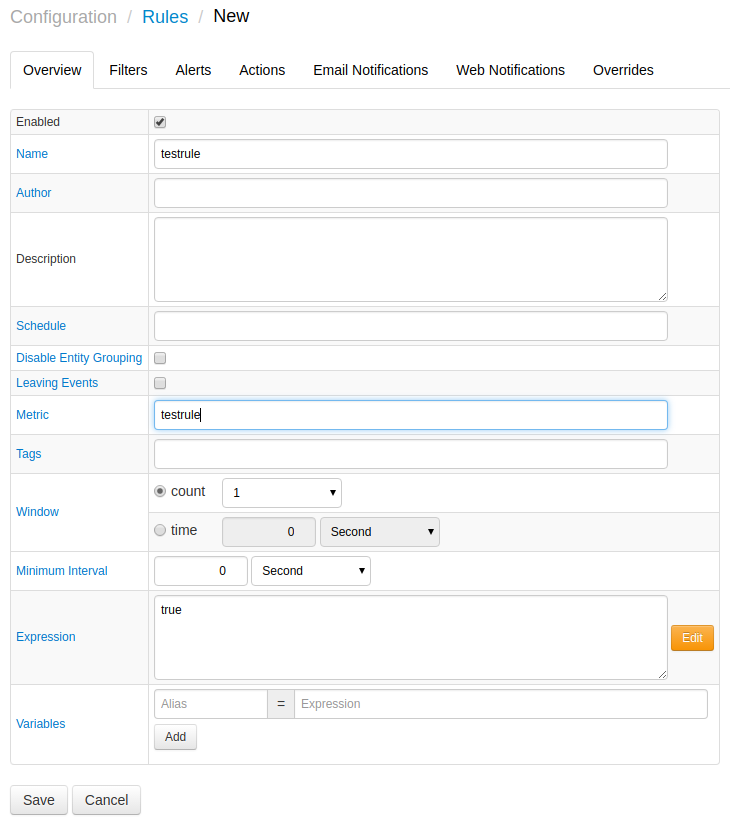 Configuration / Rules / New
Overview Filters Alerts Actions Email Notifications Web Notifications Overrides
Enabled
Name testrule
Author
Description
Schedule
Disable Entity Grouping
Leaving Events
Metric testrule
Tags
Window count 1
time 0 Second
Minimum Interval 0 Second
Expression true Edit
Variables Alias = Expression
Add
Save Cancel